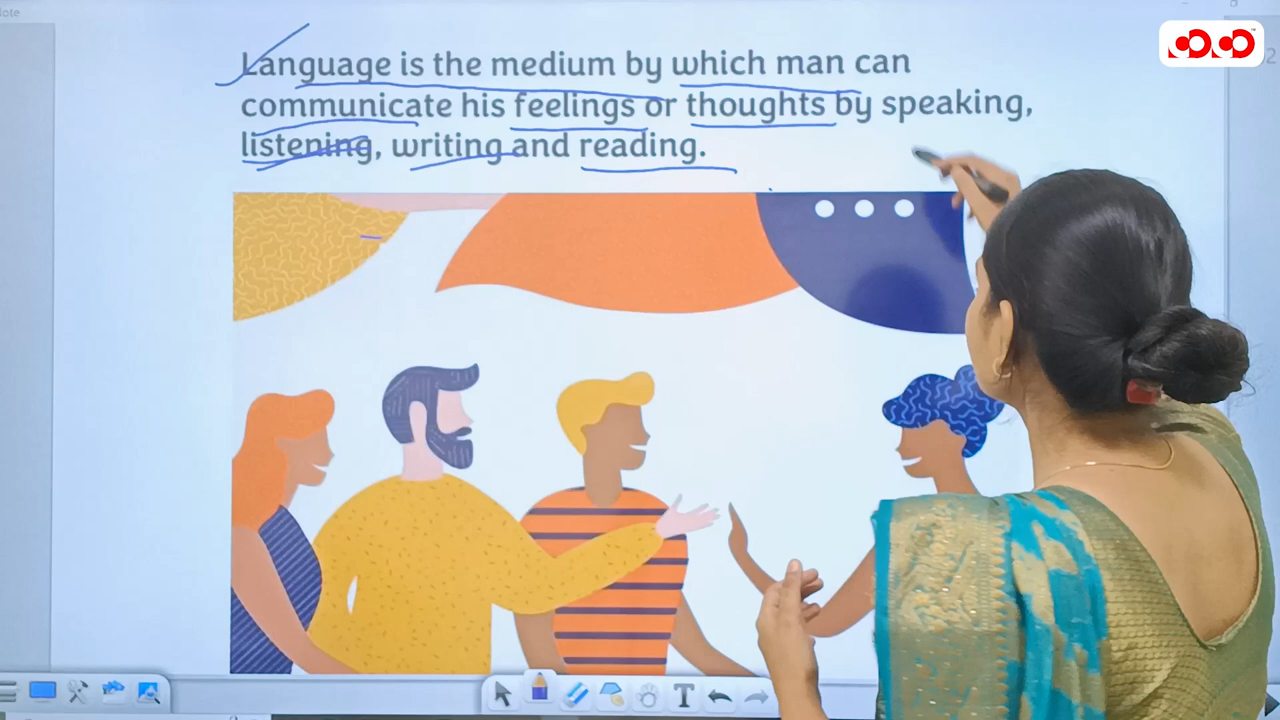 Language is the medium by which man can
communicate his feelings or thoughts by speaking,
listening, writing and reading.
T
2